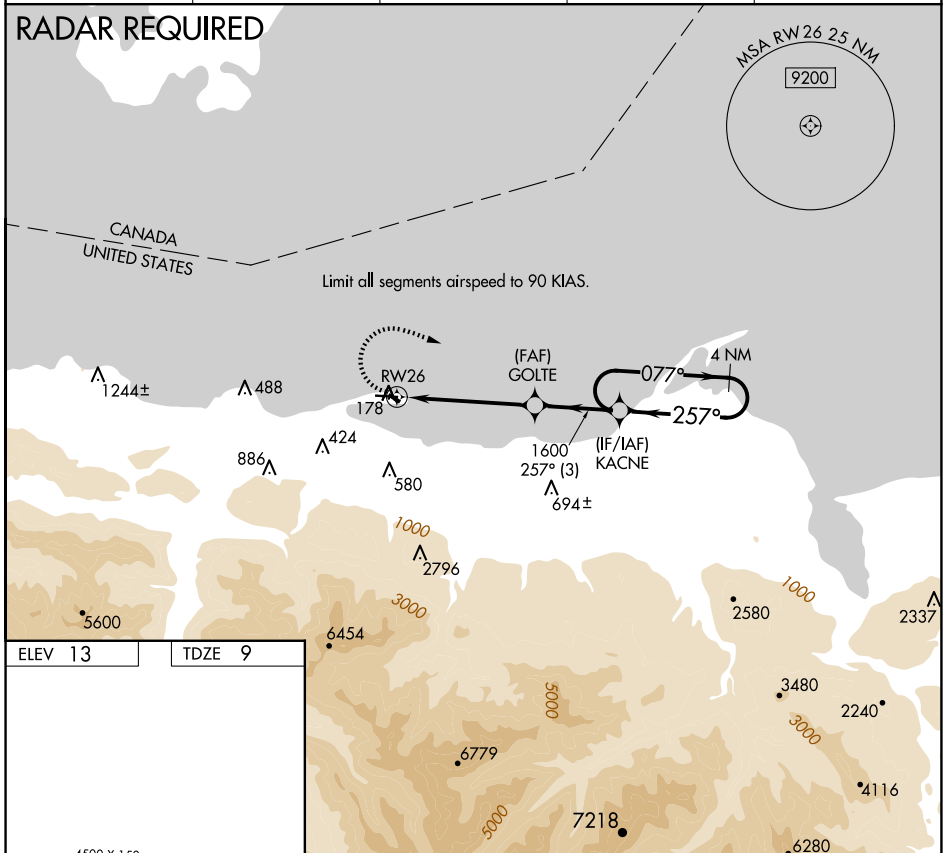 RADAR REQUIRED
MSA RW26 25 NM
9200
CANADA
UNITED STATES
Limit all segments airspeed to 90 KIAS.
(FAF)
GOLTE
4 NM
RW26
077°
1244±
488
178
257°
1600
257° (3)
(IF/IAF)
KACNE
424
886
580
694±
1000
2796
1000
3000
2580
2337
5600
6454
ELEV 13
TDZE 9
5000
3480
2240
3000
6779
4116
5000
7218
6280